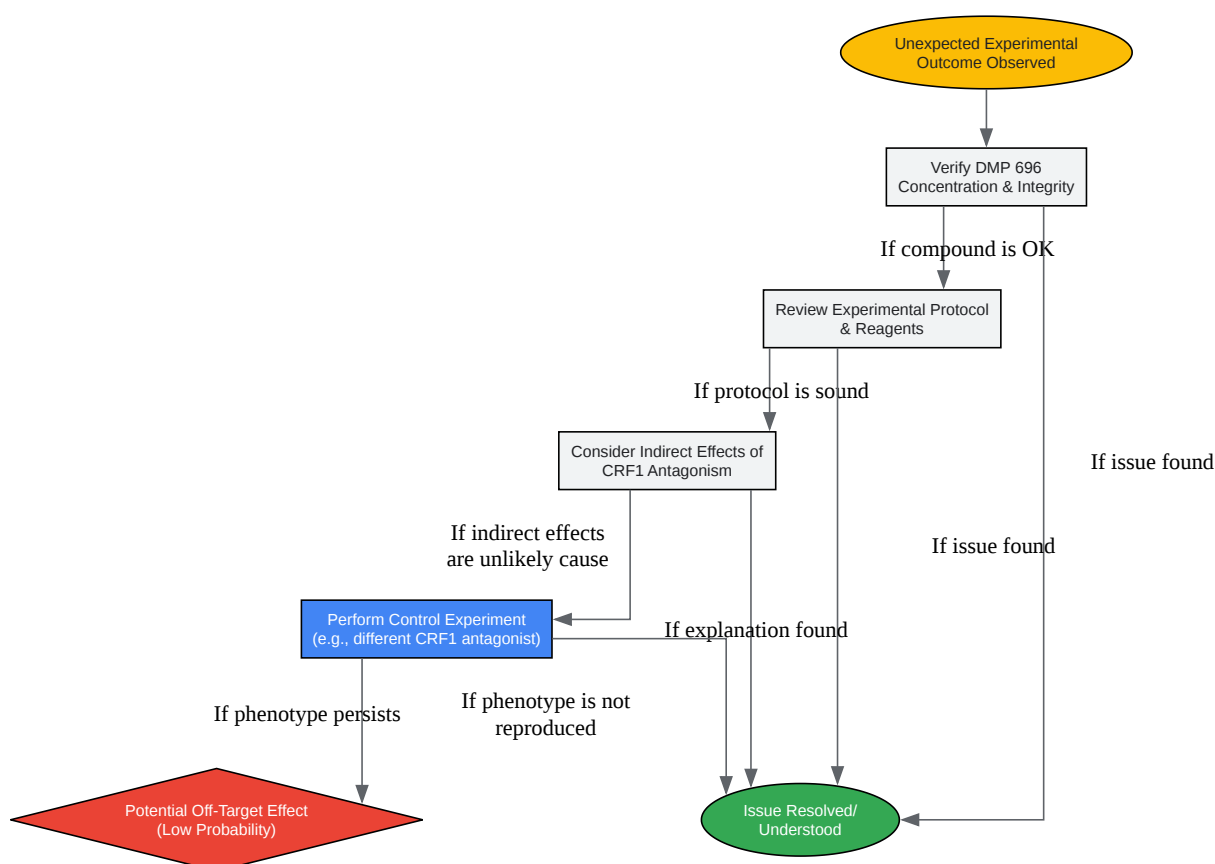 Unexpected Experimental
Outcome Observed
Verify DMP 696
Concentration & Integrity
If compound is OK
Review Experimental Protocol
& Reagents
If protocol is sound
Consider Indirect Effects of
CRF1 Antagonism
If issue found
If indirect effects
are unlikely cause
If issue found
Perform Control Experiment
(e.g., different CRF1 antagonist)
If explanation found
If phenotype persists
If phenotype is not
reproduced
Potential Off-Target Effect
(Low Probability)
Issue Resolved/
Understood